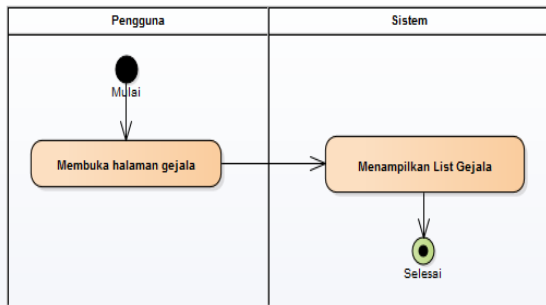 Pengguna
Sistem
Mulai
Membuka halaman gejala
Menampilkan List Gejala
Selesai